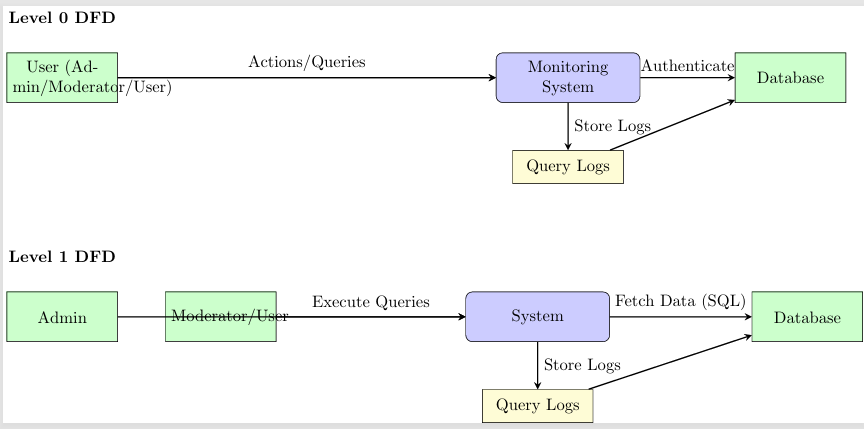 Level 0 DFD
User (Ad-
min/Moderator/User)
Actions/Queries
Monitoring
System
Authenticate
Database
Store Logs
Query Logs
Level 1 DFD
Admin
Moderator/User
Execute Queries
System
Fetch Data (SQL)
Database
Store Logs
Query Logs